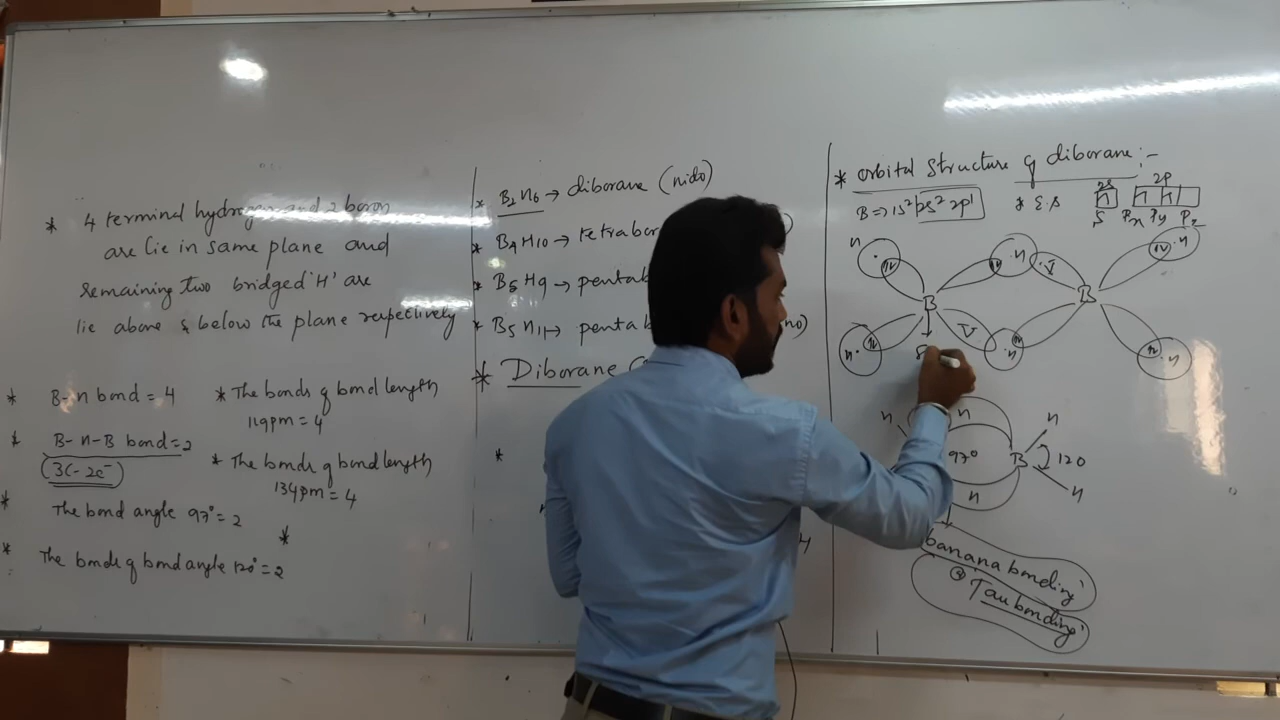 * 4 terminal hydrogen and 2 boron
are lie in same plane and
remaining two bridged 'H' are
lie above & below the plane repectively
* B-H bond = 4
* B-H-B bond = 2
(3C-2e⁻)
* The bond angle 97° = 2
* The bonds of bond angle 120° = 2
* The bonds of bond length
119pm = 4
* The bonds of bond length
134pm = 4
*
* B2H6 → diborane (nido)
* B4H10 → tetrabor
* B5H9 → pentab
* B5H11 → pentab
* Diborane
*
* orbital structure of diborane :-
B ⇒ 1s² 2s² 2p¹
* E.S
2s
2p
S
Px Py Pz
H
H
V
H
H
B
B
H
V
H
H
H
H
H
97°
B
120
H
H
banana bonding'
Tau bonding'